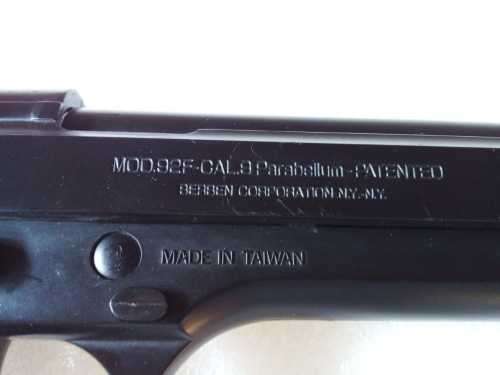 MOD.92F-CAL.9 Parabellum-PATENTED
BERBEN CORPORATION N.Y.-N.Y.
MADE IN TAIWAN